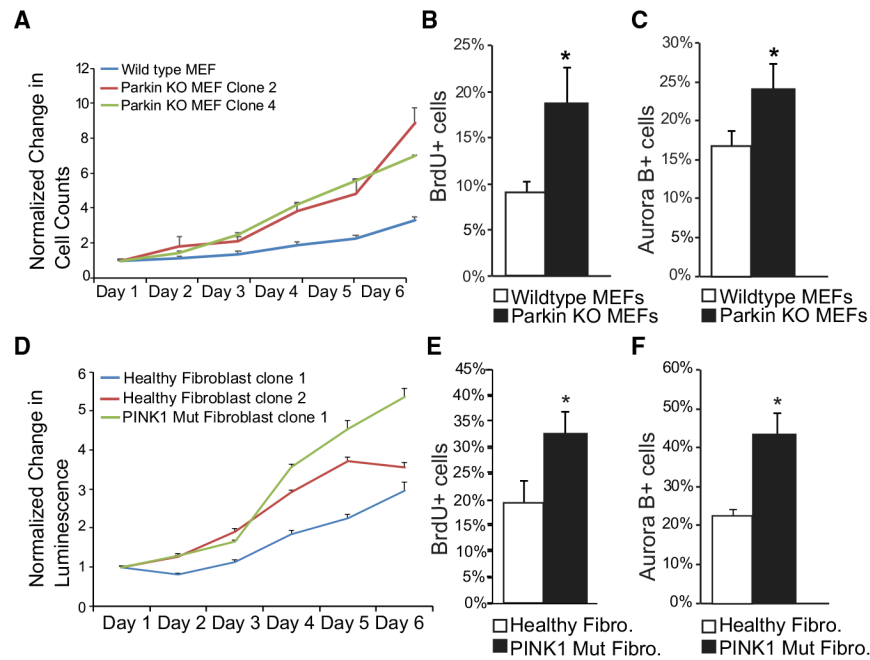 A
Normalized Change in
Cell Counts
12
10
8
6
4
2
0
Wild type MEF
Parkin KO MEF Clone 2
Parkin KO MEF Clone 4
Day 1 Day 2 Day 3 Day 4 Day 5 Day 6
B
BrdU+ cells
25%
20%
15%
10%
5%
0%
*
Wildtype MEFs
Parkin KO MEFs
C
Aurora B+ cells
30%
25%
20%
15%
10%
5%
0%
*
Wildtype MEFs
Parkin KO MEFs
D
Normalized Change in
Luminescence
6
5
4
3
2
1
0
Healthy Fibroblast clone 1
Healthy Fibroblast clone 2
PINK1 Mut Fibroblast clone 1
Day 1 Day 2 Day 3 Day 4 Day 5 Day 6
E
BrdU+ cells
45%
40%
35%
30%
25%
20%
15%
10%
5%
0%
*
Healthy Fibro.
PINK1 Mut Fibro.
F
Aurora B+ cells
60%
50%
40%
30%
20%
10%
0%
*
Healthy Fibro.
PINK1 Mut Fibro.